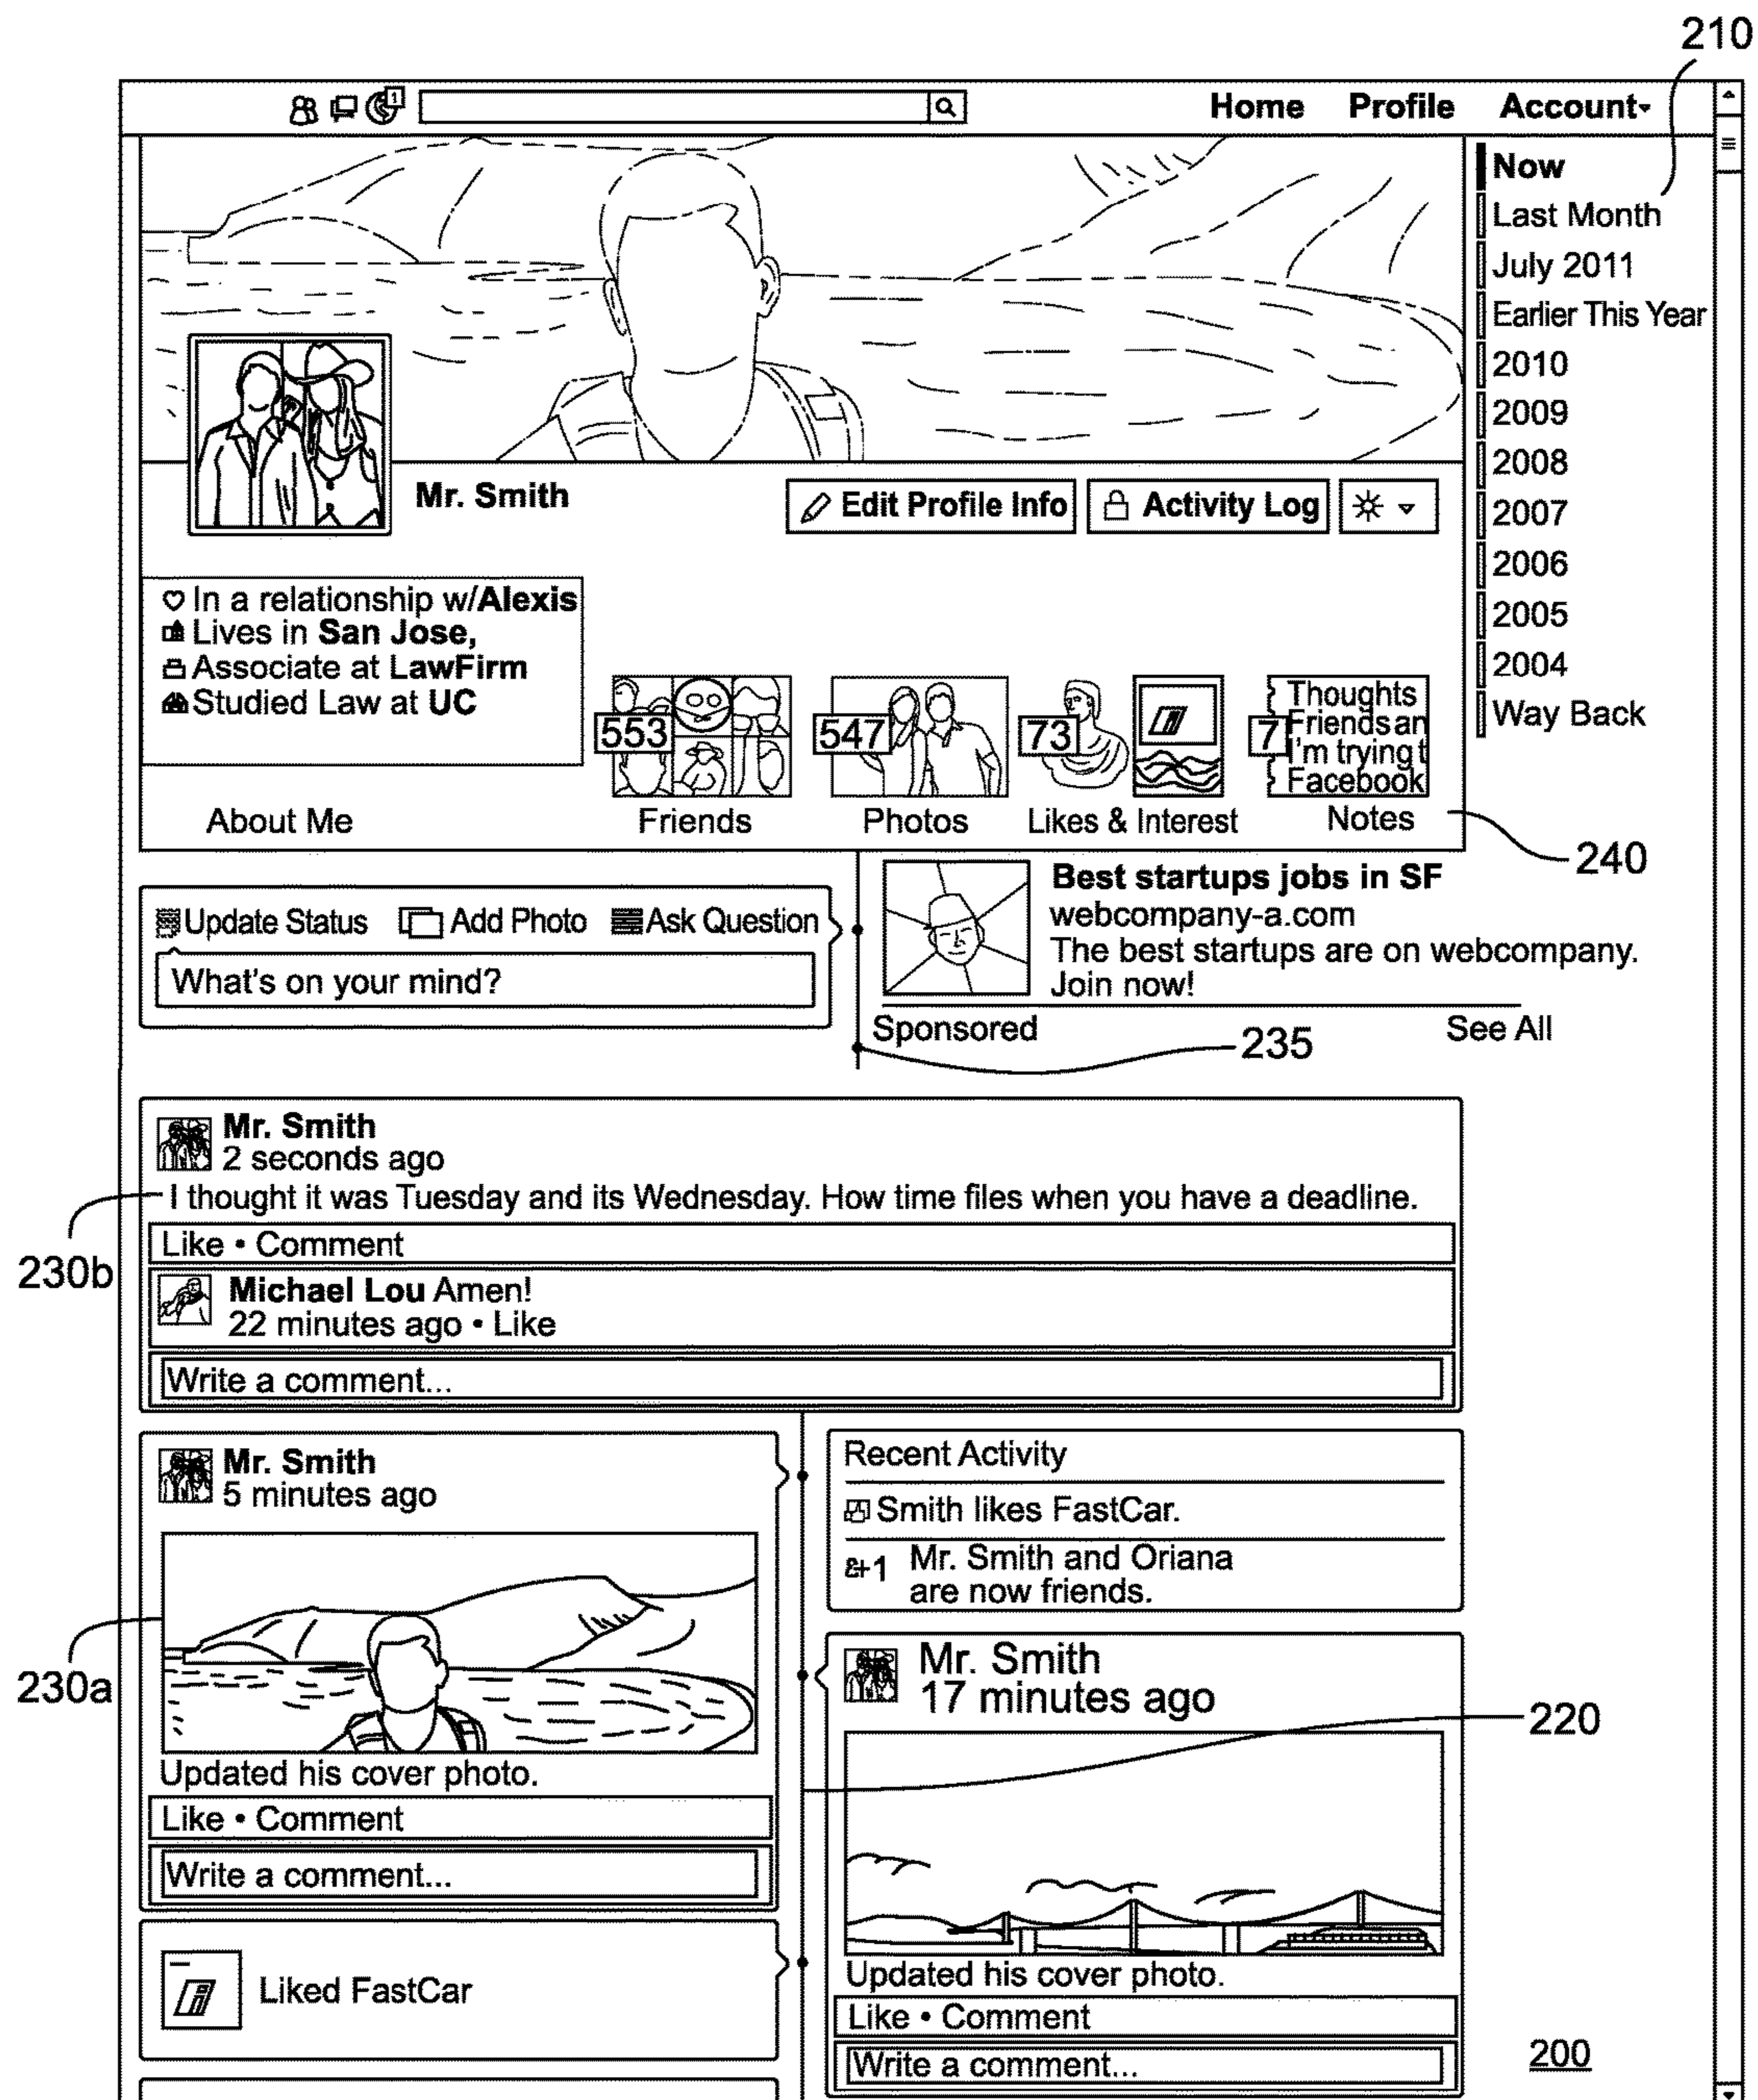 210
1
Home Profile Account
Now
Last Month
July 2011
Earlier This Year
2010
2009
2008
2007
2006
2005
2004
Way Back
Mr. Smith
Edit Profile Info
Activity Log
In a relationship w/Alexis
Lives in San Jose,
Associate at LawFirm
Studied Law at UC
About Me
553
Friends
547
Photos
73
Likes & Interest
7
Thoughts
Friends an
I'm trying t
Facebook
Notes
240
Update Status Add Photo Ask Question
What's on your mind?
Best startups jobs in SF
webcompany-a.com
The best startups are on webcompany.
Join now!
Sponsored See All
235
Mr. Smith
2 seconds ago
I thought it was Tuesday and its Wednesday. How time files when you have a deadline.
230b
Like • Comment
Michael Lou Amen!
22 minutes ago • Like
Write a comment...
Mr. Smith
5 minutes ago
230a
Updated his cover photo.
Like • Comment
Write a comment...
Liked FastCar
Recent Activity
Smith likes FastCar.
+1 Mr. Smith and Oriana
are now friends.
Mr. Smith
17 minutes ago
220
Updated his cover photo.
Like • Comment
Write a comment...
200